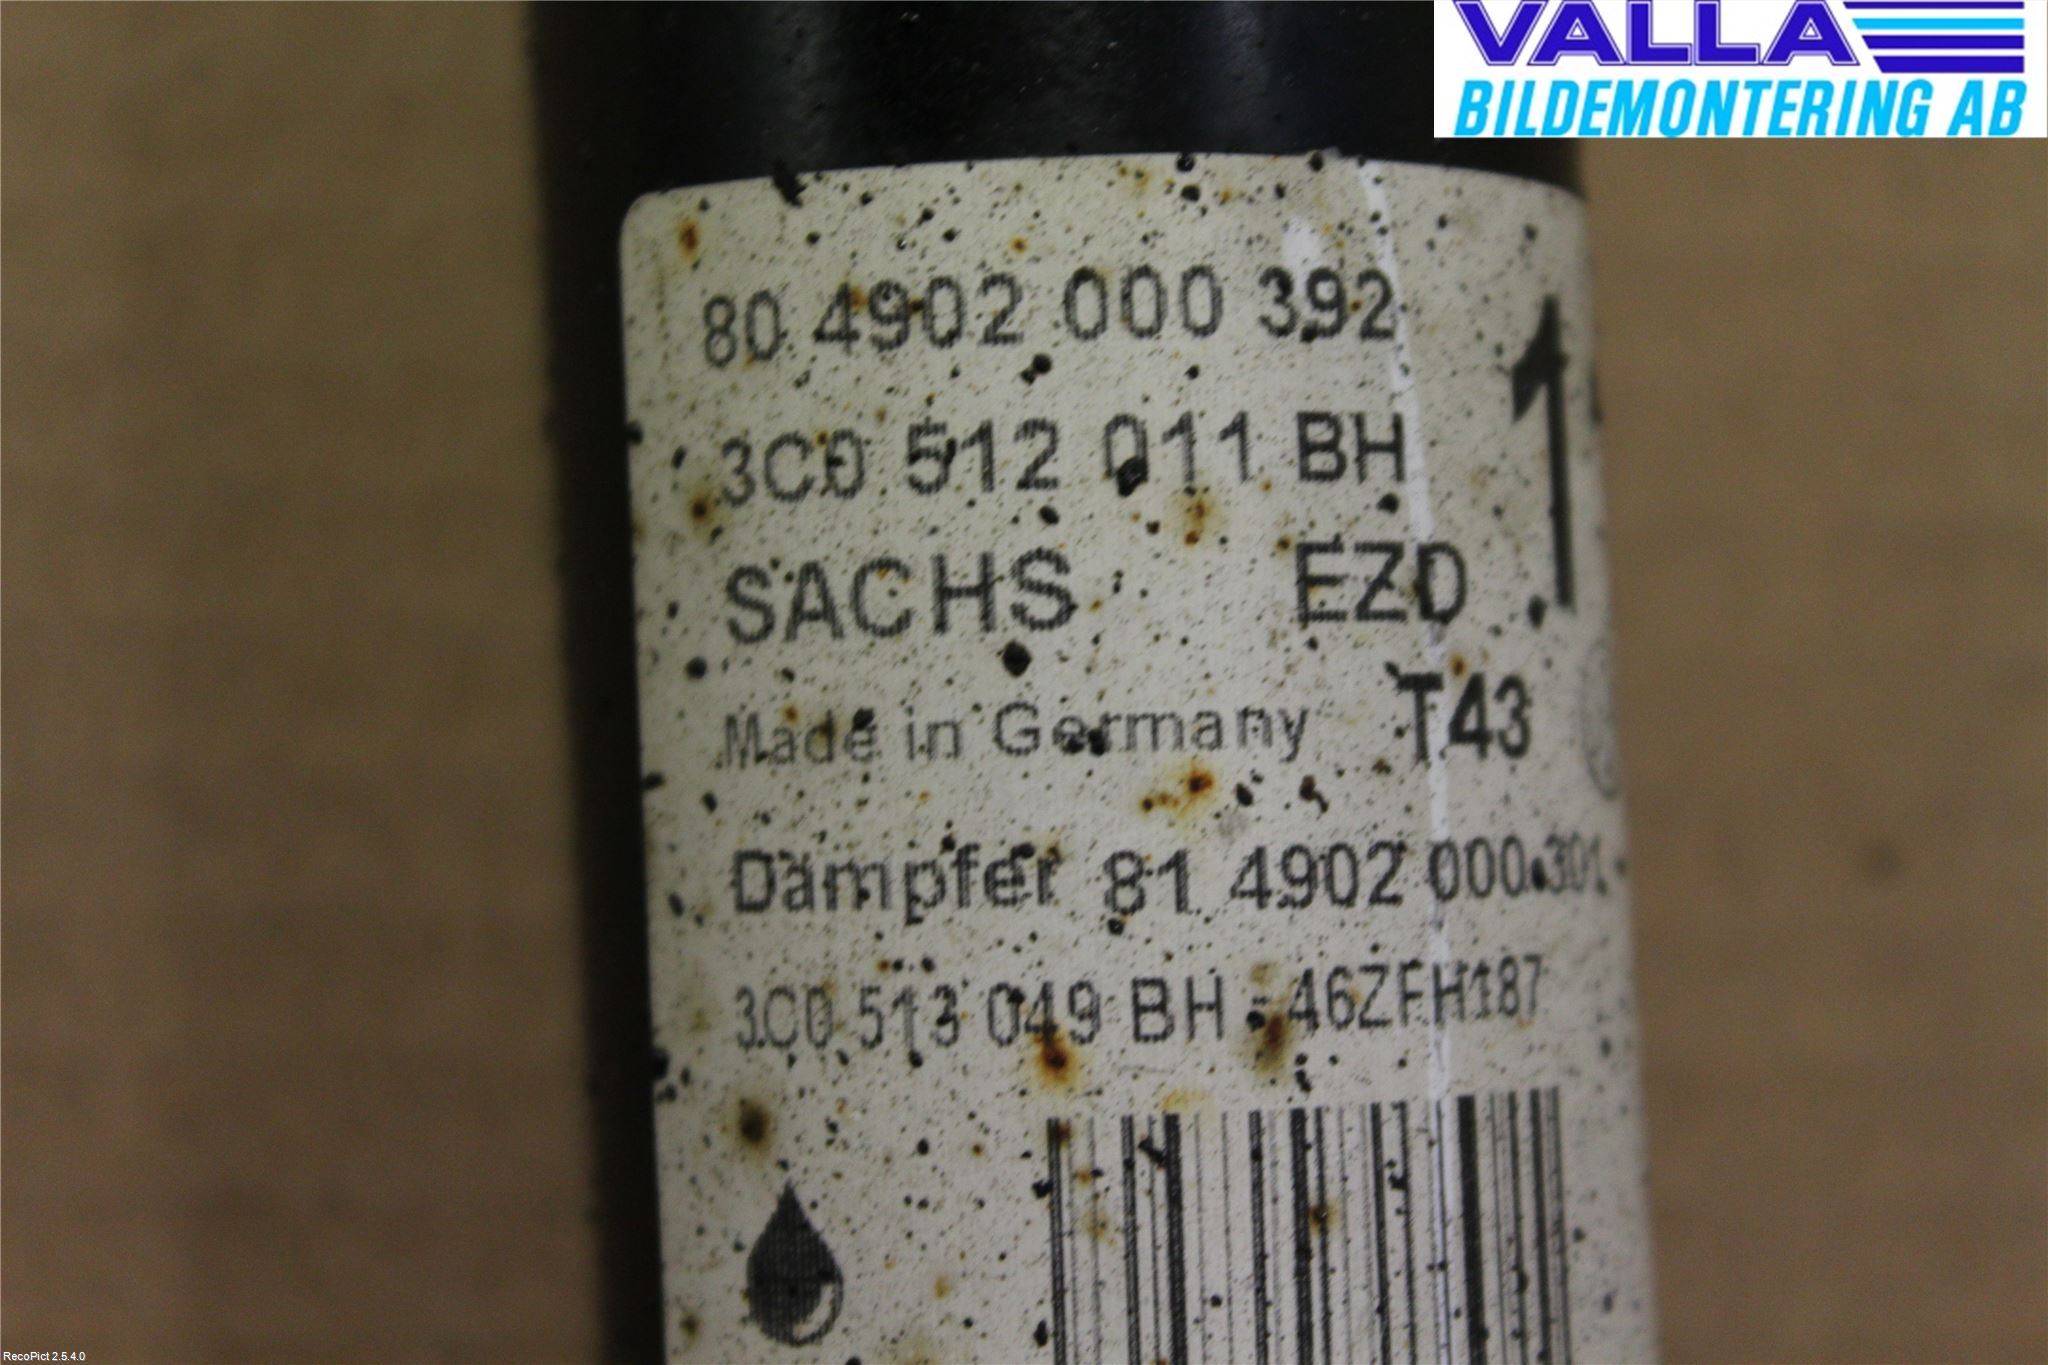 VALLA
BILDEMONTERING AB
80 4902 000 392
3C0 512 011 BH
1
SACHS EZD
Made in Germany T43
Dämpfer 81 4902 000 301
3C0 513 049 BH - 46ZFH187
RecoPict 2.5.4.0